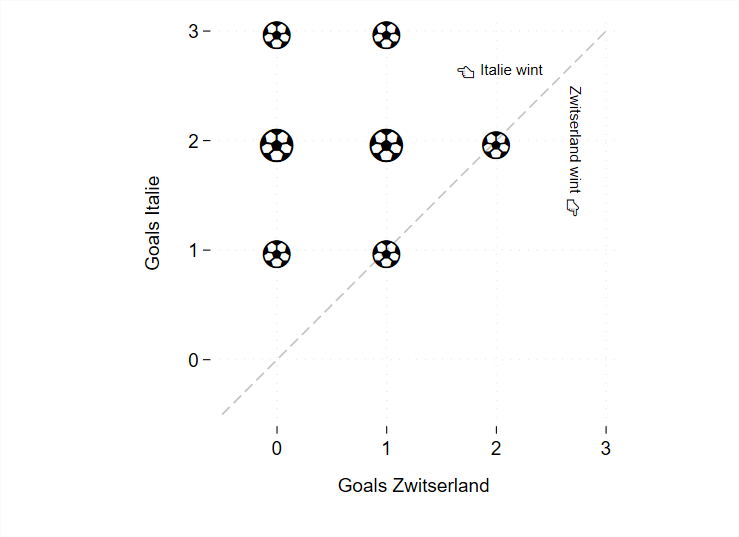 3
Italie wint
Zwitserland wint
2
Goals Italie
1
0
0 1 2 3
Goals Zwitserland